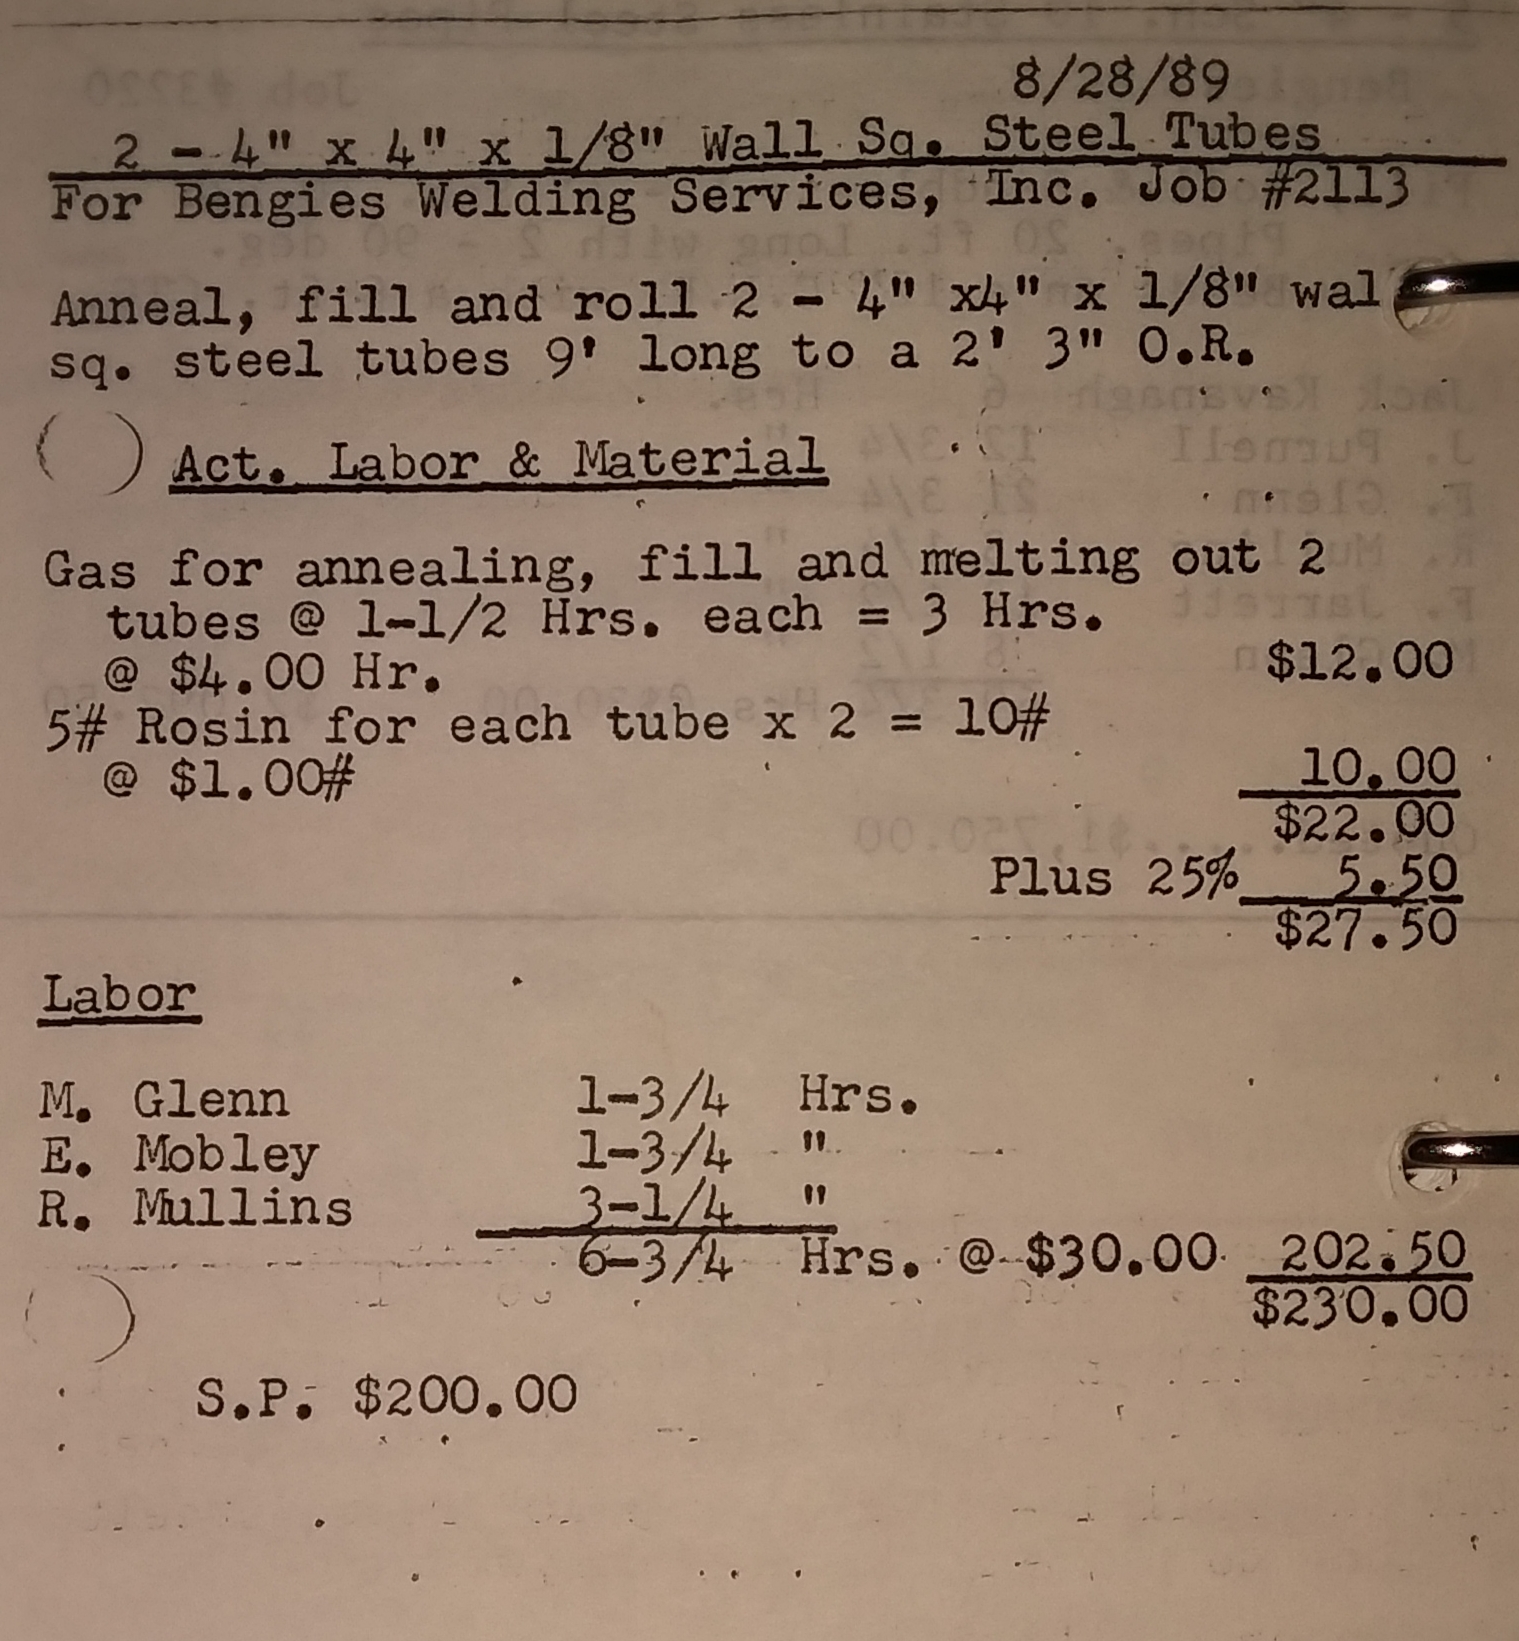 8/28/89
2 - 4" x 4" x 1/8" Wall Sq. Steel Tubes
For Bengies Welding Services, Inc. Job #2113
Anneal, fill and roll 2 - 4" x4" x 1/8" wal
sq. steel tubes 9' long to a 2' 3" O.R.
Act. Labor & Material
Gas for annealing, fill and melting out 2
tubes @ 1-1/2 Hrs. each = 3 Hrs.
@ $4.00 Hr. $12.00
5# Rosin for each tube x 2 = 10#
@ $1.00# 10.00
$22.00
Plus 25% 5.50
$27.50
Labor
M. Glenn 1-3/4 Hrs.
E. Mobley 1-3/4 "
R. Mullins 3-1/4 "
6-3/4 Hrs. @ $30.00 202.50
$230.00
S.P. $200.00